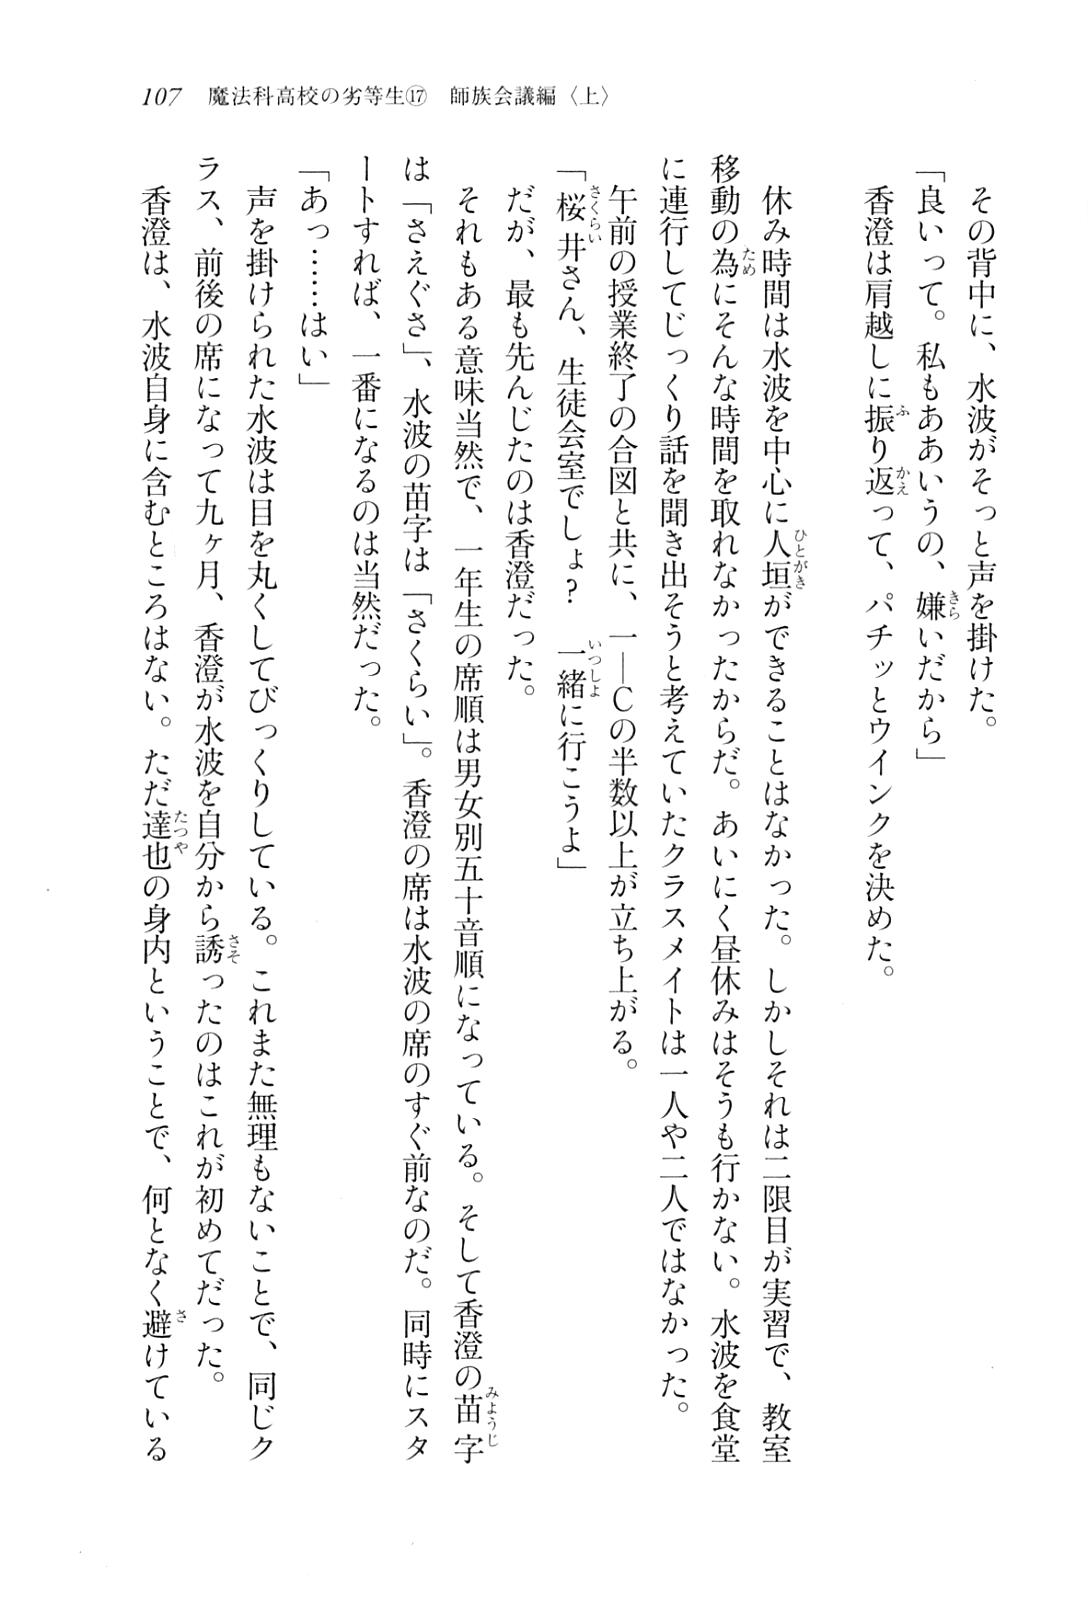 107　魔法科高校の劣等生⑰　師族会議編〈上〉
　その背中に、水波がそっと声を掛けた。
「良いって。私もああいうの、嫌いだから」
　香澄は肩越しに振り返って、パチッとウインクを決めた。
　休み時間は水波を中心に人垣ができることはなかった。しかしそれは二限目が実習で、教室
移動の為にそんな時間を取れなかったからだ。あいにく昼休みはそうも行かない。水波を食堂
に連行してじっくり話を聞き出そうと考えていたクラスメイトは一人や二人ではなかった。
　午前の授業終了の合図と共に、一―Ｃの半数以上が立ち上がる。
「桜井さん、生徒会室でしょ？　一緒に行こうよ」
　だが、最も先んじたのは香澄だった。
　それもある意味当然で、一年生の席順は男女別五十音順になっている。そして香澄の苗字
は「さえぐさ」、水波の苗字は「さくらい」。香澄の席は水波の席のすぐ前なのだ。同時にスタ
ートすれば、一番になるのは当然だった。
「あっ……はい」
　声を掛けられた水波は目を丸くしてびっくりしている。これまた無理もないことで、同じク
ラス、前後の席になって九ヶ月、香澄が水波を自分から誘ったのはこれが初めてだった。
　香澄は、水波自身に含むところはない。ただ達也の身内ということで、何となく避けている